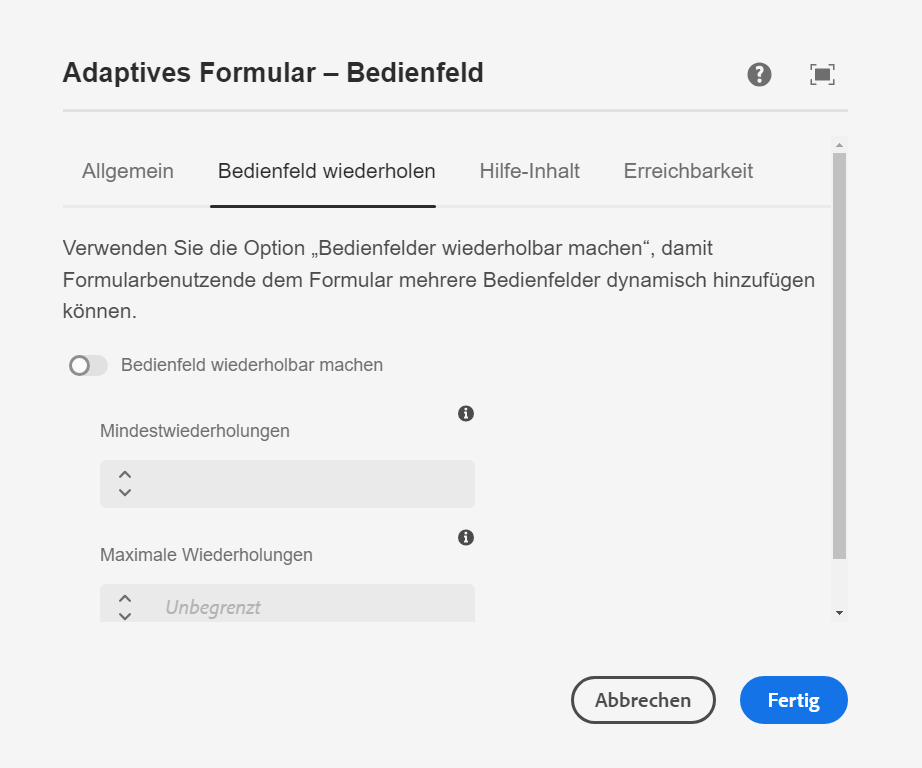 Adaptives Formular – Bedienfeld
Allgemein Bedienfeld wiederholen Hilfe-Inhalt Erreichbarkeit
Verwenden Sie die Option „Bedienfelder wiederholbar machen“, damit
Formularbenutzende dem Formular mehrere Bedienfelder dynamisch hinzufügen
können.
Bedienfeld wiederholbar machen
Mindestwiederholungen
Maximale Wiederholungen
Unbegrenzt
Abbrechen Fertig